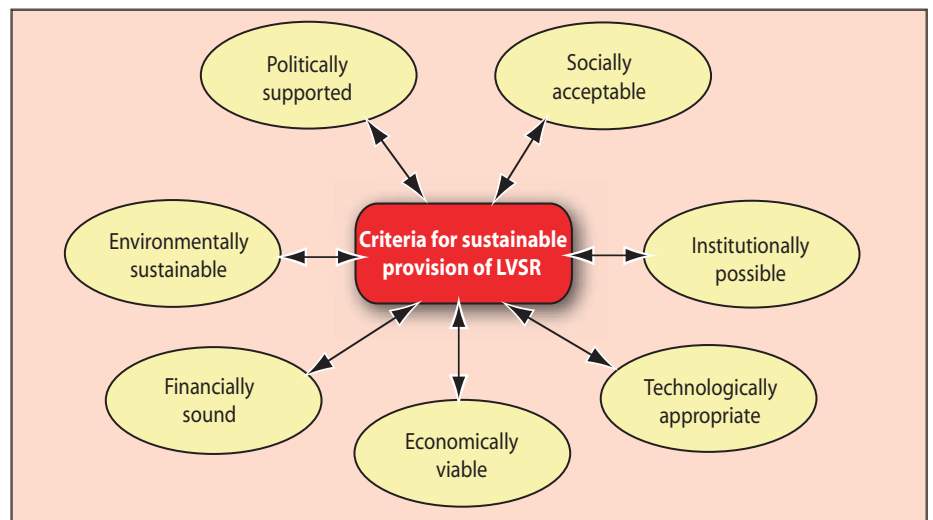 Politically
supported
Socially
acceptable
Environmentally
sustainable
Criteria for sustainable
provision of LVSR
Institutionally
possible
Financially
sound
Technologically
appropriate
Economically
viable